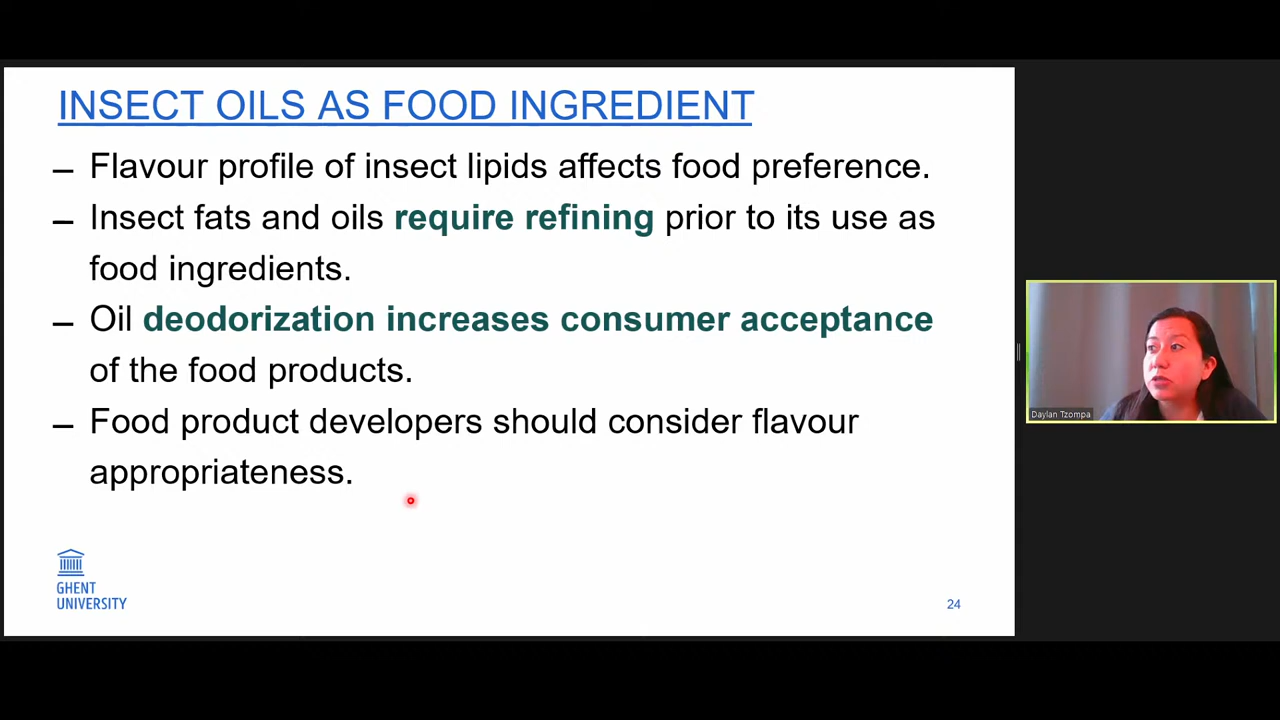 INSECT OILS AS FOOD INGREDIENT
– Flavour profile of insect lipids affects food preference.
– Insect fats and oils require refining prior to its use as
food ingredients.
– Oil deodorization increases consumer acceptance
of the food products.
– Food product developers should consider flavour
appropriateness.
GHENT
UNIVERSITY
24
Daylan Tzompa